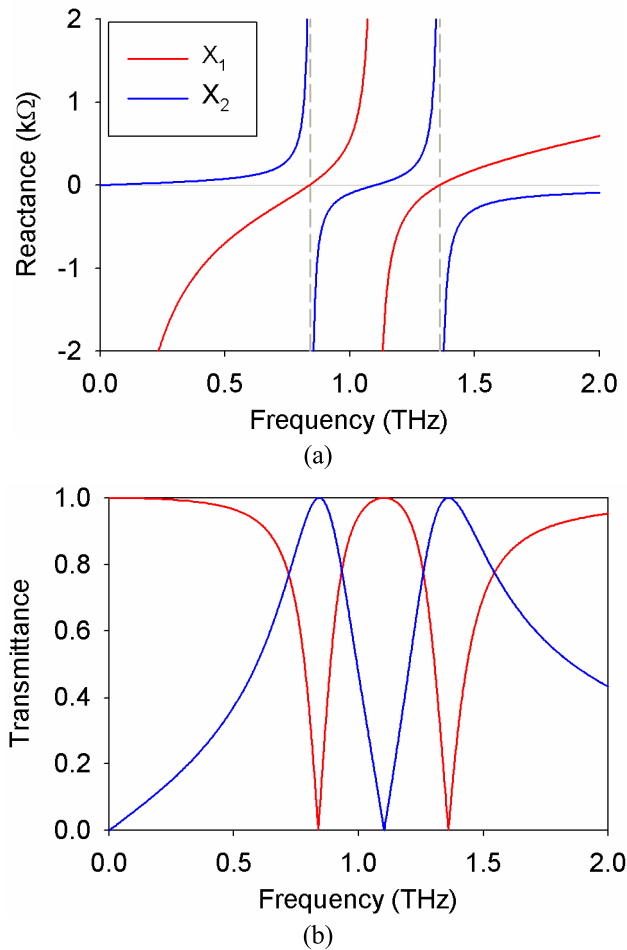 X₁
X₂
2
1
0
-1
-2
Reactance (kΩ)
0.0 0.5 1.0 1.5 2.0
Frequency (THz)
(a)
1.0
0.8
0.6
0.4
0.2
0.0
Transmittance
0.0 0.5 1.0 1.5 2.0
Frequency (THz)
(b)